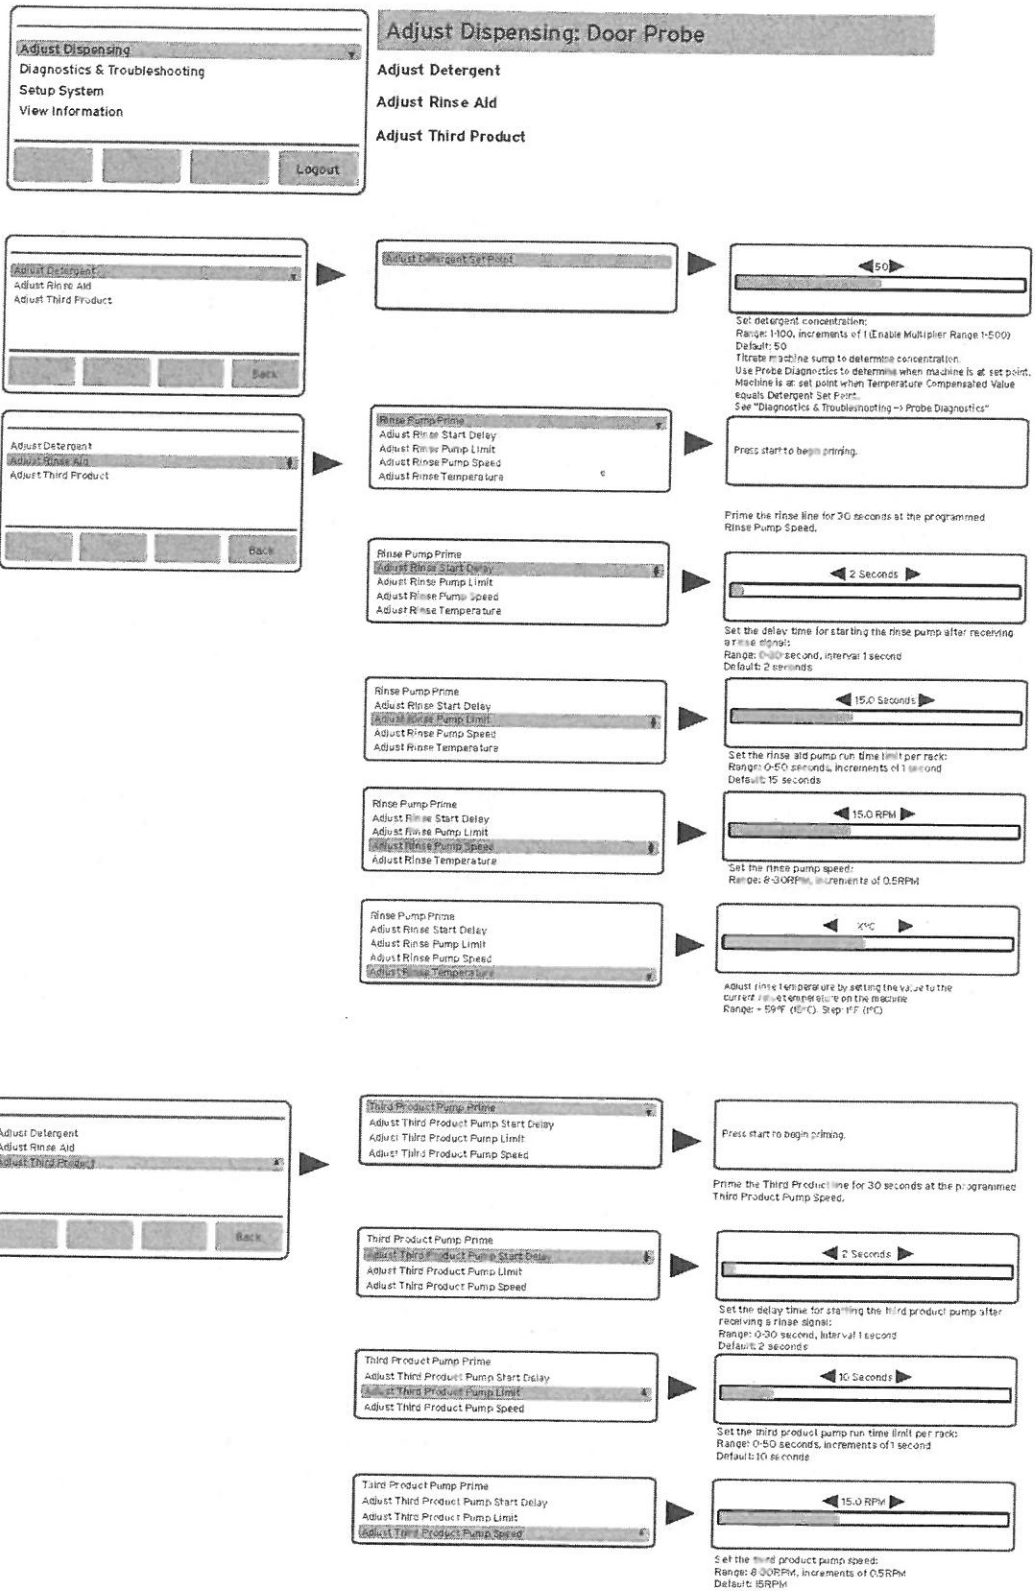 Adjust Dispensing
Diagnostics & Troubleshooting
Setup System
View Information
Logout
Adjust Dispensing: Door Probe
Adjust Detergent
Adjust Rinse Aid
Adjust Third Product
Adjust Detergent
Adjust Rinse Aid
Adjust Third Product
Back
Adjust Detergent Set Point
50
Set detergent concentration:
Range: 1-100, increments of 1 (Enable Multiplier Range 1-500)
Default: 50
Titrate machine sump to determine concentration.
Use Probe Diagnostics to determine when machine is at set point.
Machine is at set point when Temperature Compensated Value
equals Detergent Set Point.
See "Diagnostics & Troubleshooting -> Probe Diagnostics"
Adjust Detergent
Adjust Rinse Aid
Adjust Third Product
Back
Rinse Pump Prime
Adjust Rinse Start Delay
Adjust Rinse Pump Limit
Adjust Rinse Pump Speed
Adjust Rinse Temperature
Press start to begin priming.
Prime the rinse line for 30 seconds at the programmed
Rinse Pump Speed.
Rinse Pump Prime
Adjust Rinse Start Delay
Adjust Rinse Pump Limit
Adjust Rinse Pump Speed
Adjust Rinse Temperature
2 Seconds
Set the delay time for starting the rinse pump after receiving
a rinse signal:
Range: 0-30 second, interval 1 second
Default: 2 seconds
Rinse Pump Prime
Adjust Rinse Start Delay
Adjust Rinse Pump Limit
Adjust Rinse Pump Speed
Adjust Rinse Temperature
15.0 Seconds
Set the rinse aid pump run time limit per rack:
Range: 0-50 seconds, increments of 1 second
Default: 15 seconds
Rinse Pump Prime
Adjust Rinse Start Delay
Adjust Rinse Pump Limit
Adjust Rinse Pump Speed
Adjust Rinse Temperature
15.0 RPM
Set the rinse pump speed:
Range: 8-30RPM, increments of 0.5RPM
Rinse Pump Prime
Adjust Rinse Start Delay
Adjust Rinse Pump Limit
Adjust Rinse Pump Speed
Adjust Rinse Temperature
X°C
Adjust rinse temperature by setting the value to the
current rinse temperature on the machine
Range: + 59°F (15°C). Step: 1°F (1°C)
Adjust Detergent
Adjust Rinse Aid
Adjust Third Product
Back
Third Product Pump Prime
Adjust Third Product Pump Start Delay
Adjust Third Product Pump Limit
Adjust Third Product Pump Speed
Press start to begin priming.
Prime the Third Product line for 30 seconds at the programmed
Third Product Pump Speed.
Third Product Pump Prime
Adjust Third Product Pump Start Delay
Adjust Third Product Pump Limit
Adjust Third Product Pump Speed
2 Seconds
Set the delay time for starting the third product pump after
receiving a rinse signal:
Range: 0-30 second, interval 1 second
Default: 2 seconds
Third Product Pump Prime
Adjust Third Product Pump Start Delay
Adjust Third Product Pump Limit
Adjust Third Product Pump Speed
10 Seconds
Set the third product pump run time limit per rack:
Range: 0-50 seconds, increments of 1 second
Default: 10 seconds
Third Product Pump Prime
Adjust Third Product Pump Start Delay
Adjust Third Product Pump Limit
Adjust Third Product Pump Speed
15.0 RPM
Set the third product pump speed:
Range: 8-30RPM, increments of 0.5RPM
Default: 15RPM